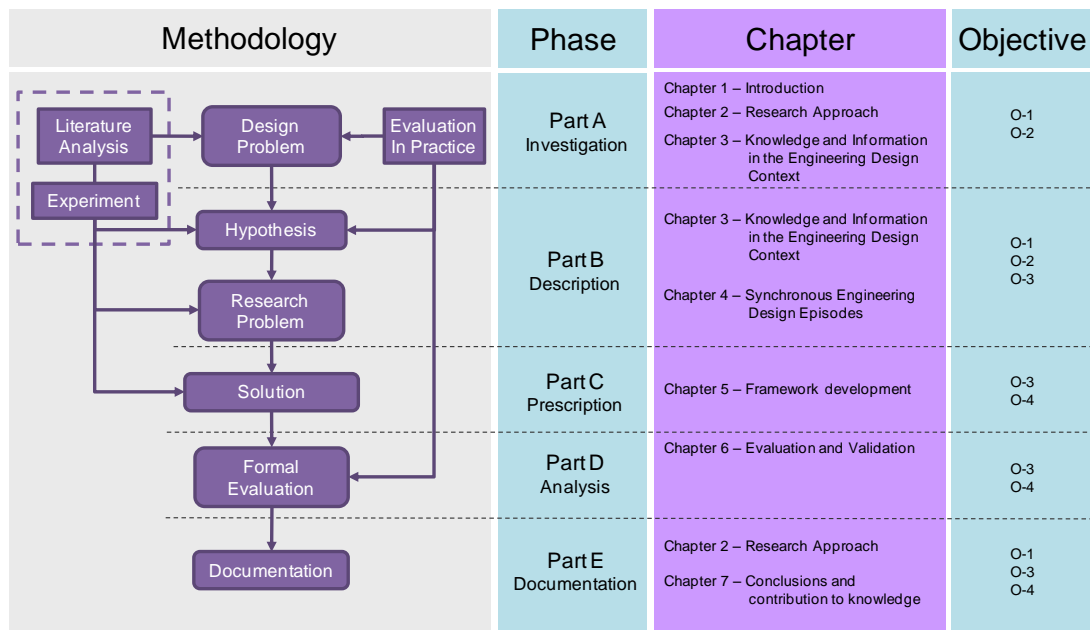 Methodology
Phase
Chapter
Objective
Literature
Analysis
Experiment
Design
Problem
Evaluation
In Practice
Hypothesis
Research
Problem
Solution
Formal
Evaluation
Documentation
Part A
Investigation
Chapter 1 – Introduction
Chapter 2 – Research Approach
Chapter 3 – Knowledge and Information
in the Engineering Design
Context
O-1
O-2
Part B
Description
Chapter 3 – Knowledge and Information
in the Engineering Design
Context
Chapter 4 – Synchronous Engineering
Design Episodes
O-1
O-2
O-3
Part C
Prescription
Chapter 5 – Framework development
O-3
O-4
Part D
Analysis
Chapter 6 – Evaluation and Validation
O-3
O-4
Part E
Documentation
Chapter 2 – Research Approach
Chapter 7 – Conclusions and
contribution to knowledge
O-1
O-3
O-4